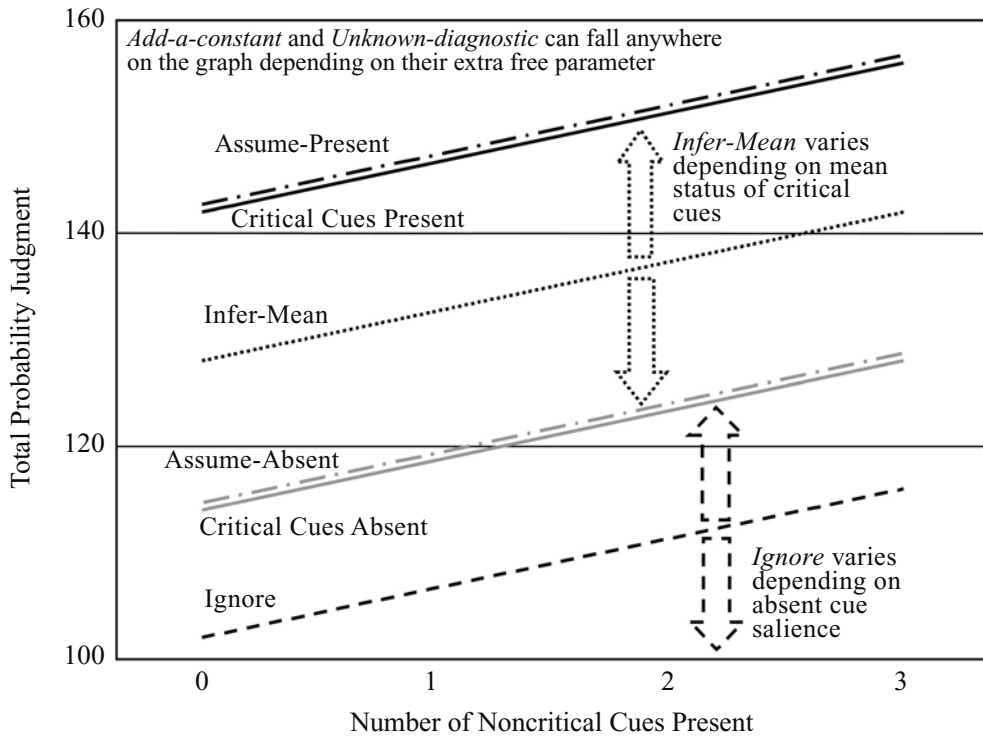 160
Add-a-constant and Unknown-diagnostic can fall anywhere
on the graph depending on their extra free parameter
Assume-Present
Infer-Mean varies
depending on mean
status of critical
cues
Critical Cues Present
140
Infer-Mean
120
Assume-Absent
Critical Cues Absent
Ignore
Ignore varies
depending on
absent cue
salience
100
Total Probability Judgment
0
1
2
3
Number of Noncritical Cues Present